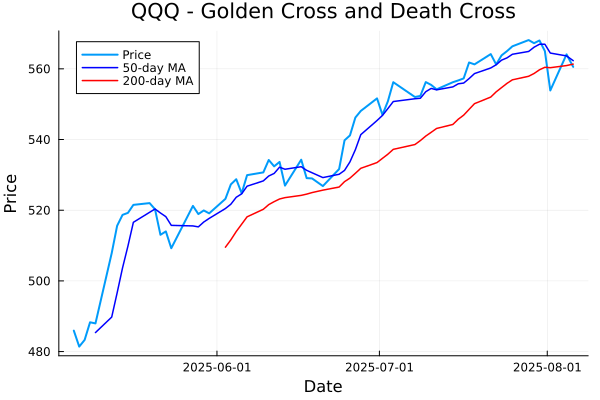 QQQ - Golden Cross and Death Cross
Price
50-day MA
200-day MA
Price
560
540
520
500
480
2025-06-01
2025-07-01
2025-08-01
Date